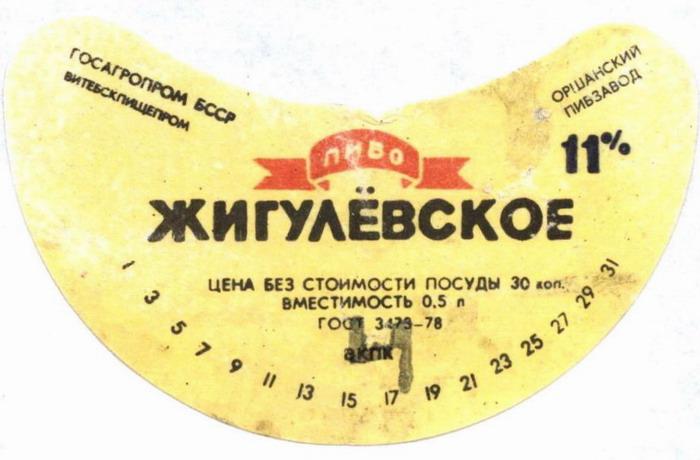 ГОСАГРОПРОМ БССР
ВИТЕБСКПИЩЕПРОМ
ОРШАНСКИЙ
ПИВЗАВОД
11%
ПИВО
ЖИГУЛЁВСКОЕ
ЦЕНА БЕЗ СТОИМОСТИ ПОСУДЫ 30 коп.
ВМЕСТИМОСТЬ 0,5 л
ГОСТ 3473-78
1 3 5 7 9 11 13 15 17 19 21 23 25 27 29 31